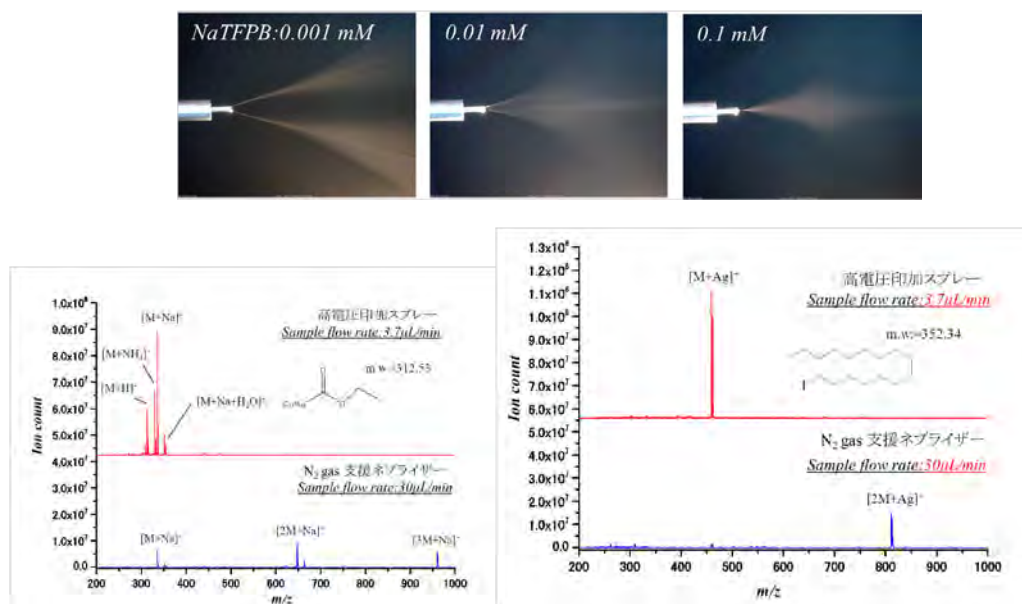 NaTFPB:0.001 mM
0.01 mM
0.1 mM
Ion count
1.0x10⁸
9.0x10⁷
8.0x10⁷
7.0x10⁷
6.0x10⁷
5.0x10⁷
4.0x10⁷
3.0x10⁷
2.0x10⁷
1.0x10⁷
0.0
[M+Na]⁺
[M+NH₄]⁺
[M+H]⁺
[M+Na+H₂O]⁺
高電圧印加スプレー
Sample flow rate:3.7μL/min
m.w.=312.53
O
N₂ gas 支援ネブライザー
Sample flow rate:30μL/min
[M+Na]⁺
[2M+Na]⁺
[3M+Na]⁺
200 300 400 500 600 700 800 900 1000
m/z
Ion count
1.3x10⁸
1.2x10⁸
1.1x10⁸
1.0x10⁸
9.0x10⁷
8.0x10⁷
7.0x10⁷
6.0x10⁷
5.0x10⁷
4.0x10⁷
3.0x10⁷
2.0x10⁷
1.0x10⁷
0.0
[M+Ag]⁺
高電圧印加スプレー
Sample flow rate:3.7μL/min
m.w.=352.34
I
N₂ gas 支援ネブライザー
Sample flow rate:30μL/min
[2M+Ag]⁺
200 300 400 500 600 700 800 900 1000
m/z